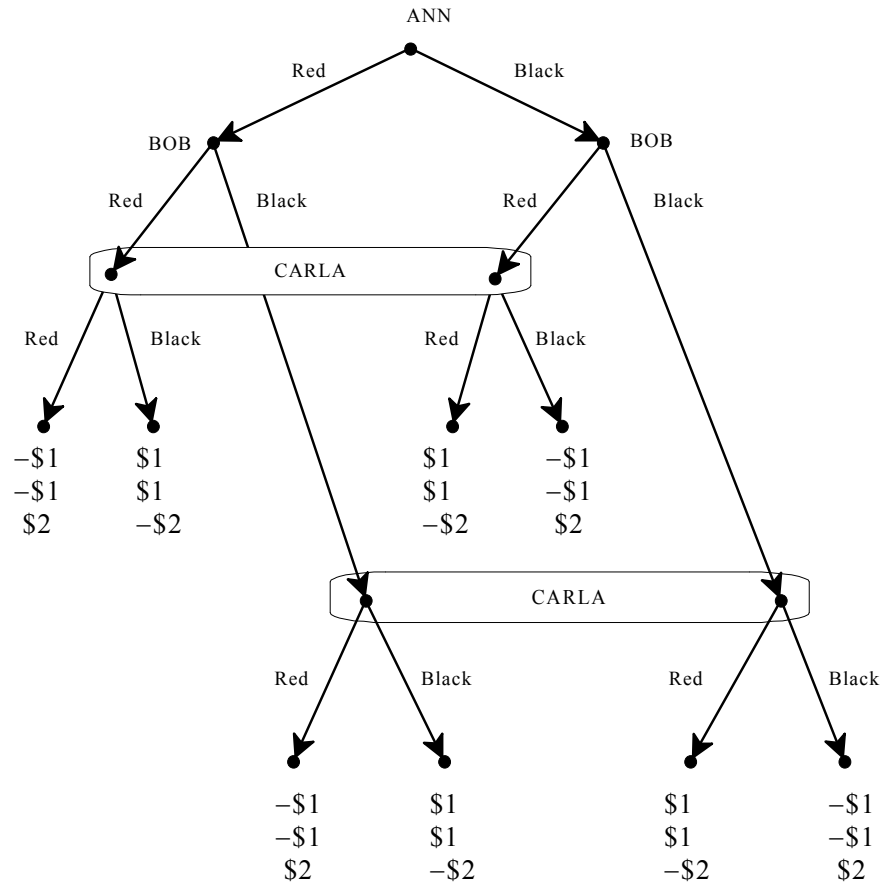 ANN
Red Black
BOB BOB
Red Black Red Black
CARLA
Red Black Red Black
−$1 $1 $1 −$1
−$1 $1 $1 −$1
$2 −$2 −$2 $2
CARLA
Red Black Red Black
−$1 $1 $1 −$1
−$1 $1 $1 −$1
$2 −$2 −$2 $2